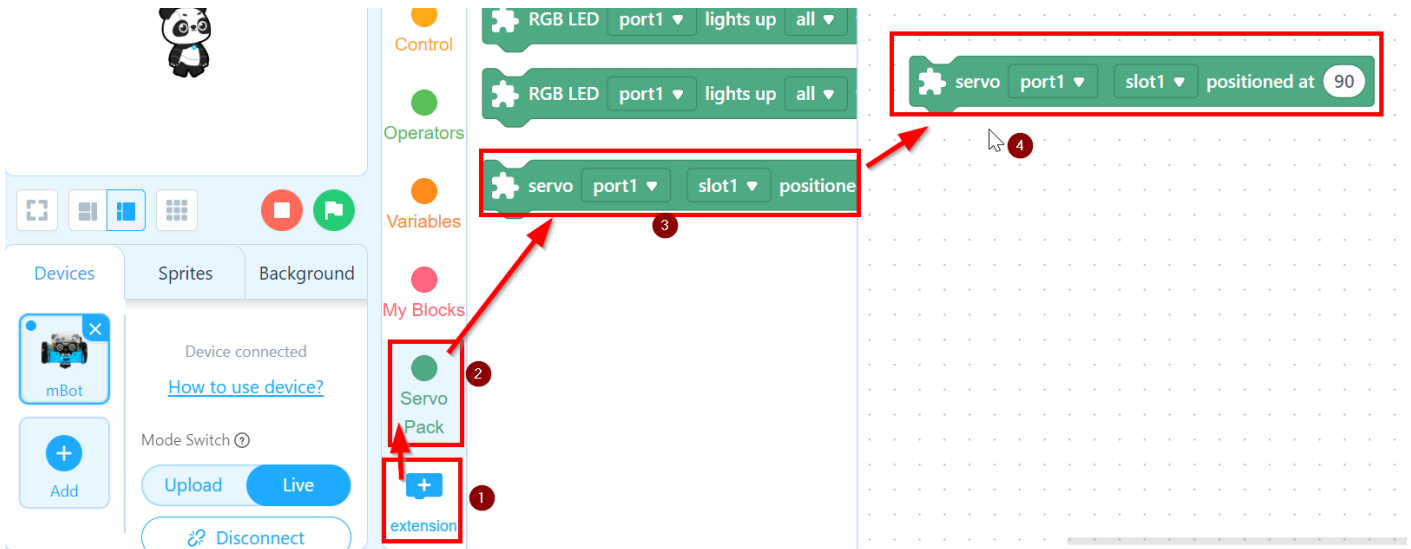 Control
Operators
Variables
My Blocks
Servo
Pack
extension
RGB LED port1 lights up all
RGB LED port1 lights up all
servo port1 slot1 positione
servo port1 slot1 positioned at 90
1
2
3
4
Devices
Sprites
Background
mBot
Add
Device connected
How to use device?
Mode Switch ?
Upload
Live
Disconnect